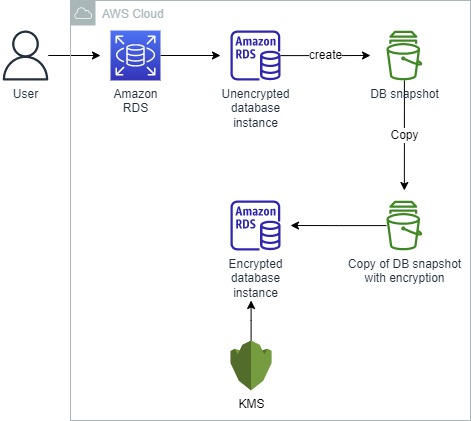 AWS Cloud
User
Amazon
RDS
Amazon
RDS
Unencrypted
database
instance
create
DB snapshot
Copy
Amazon
RDS
Encrypted
database
instance
Copy of DB snapshot
with encryption
KMS